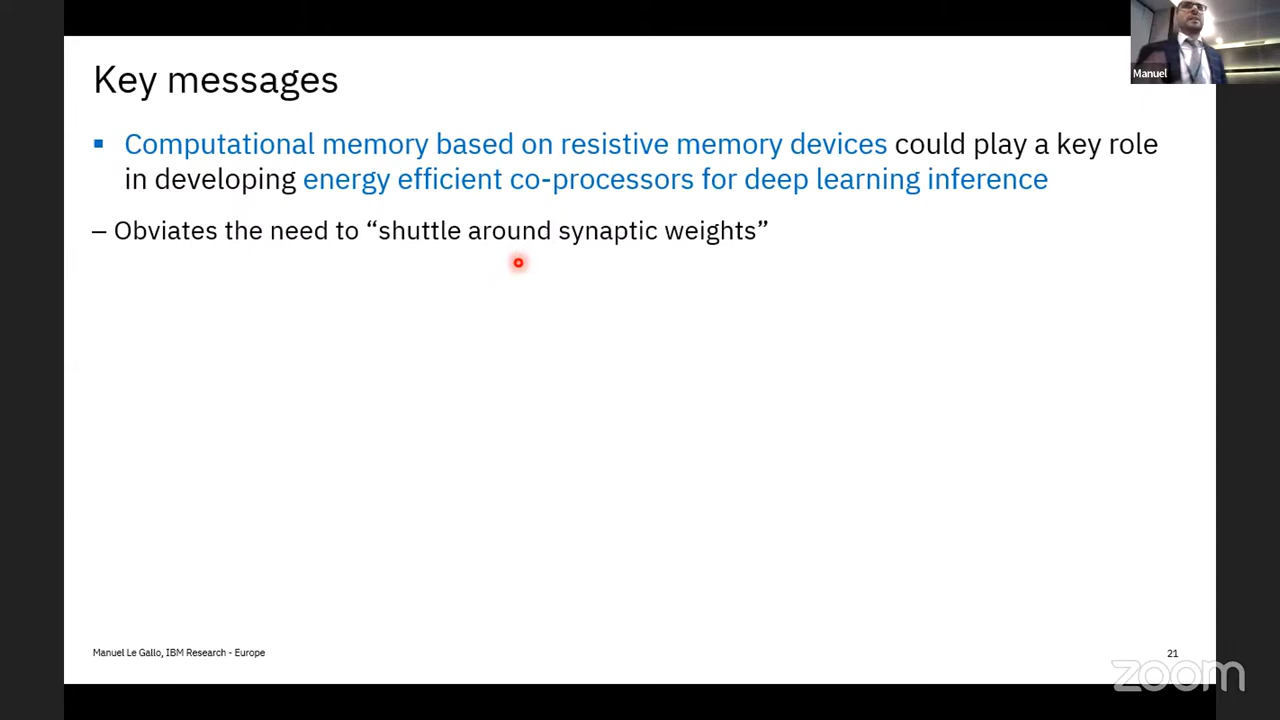 Manuel
Key messages
▪ Computational memory based on resistive memory devices could play a key role
in developing energy efficient co-processors for deep learning inference
– Obviates the need to “shuttle around synaptic weights”
Manuel Le Gallo, IBM Research - Europe
21
zoom